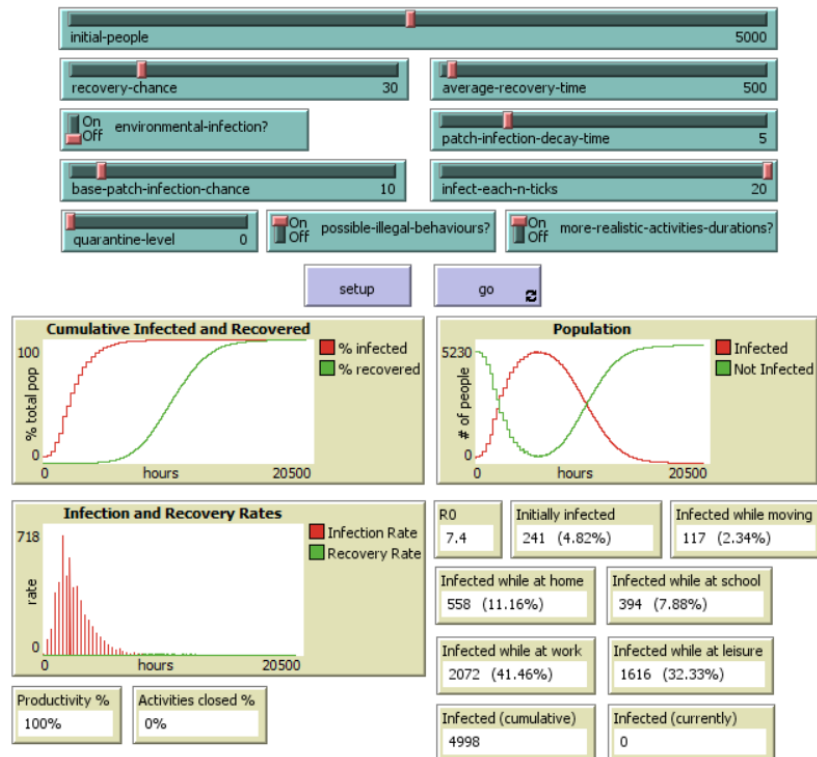 initial-people 5000
recovery-chance 30
average-recovery-time 500
On
Off
environmental-infection?
patch-infection-decay-time 5
base-patch-infection-chance 10
infect-each-n-ticks 20
quarantine-level 0
On
Off
possible-illegal-behaviours?
On
Off
more-realistic-activities-durations?
setup
go
Cumulative Infected and Recovered
100
% total pop
0
0
hours
20500
% infected
% recovered
Population
5230
# of people
0
0
hours
20500
Infected
Not Infected
Infection and Recovery Rates
718
rate
0
0
hours
20500
Infection Rate
Recovery Rate
R0
7.4
Initially infected
241 (4.82%)
Infected while moving
117 (2.34%)
Infected while at home
558 (11.16%)
Infected while at school
394 (7.88%)
Infected while at work
2072 (41.46%)
Infected while at leisure
1616 (32.33%)
Productivity %
100%
Activities closed %
0%
Infected (cumulative)
4998
Infected (currently)
0